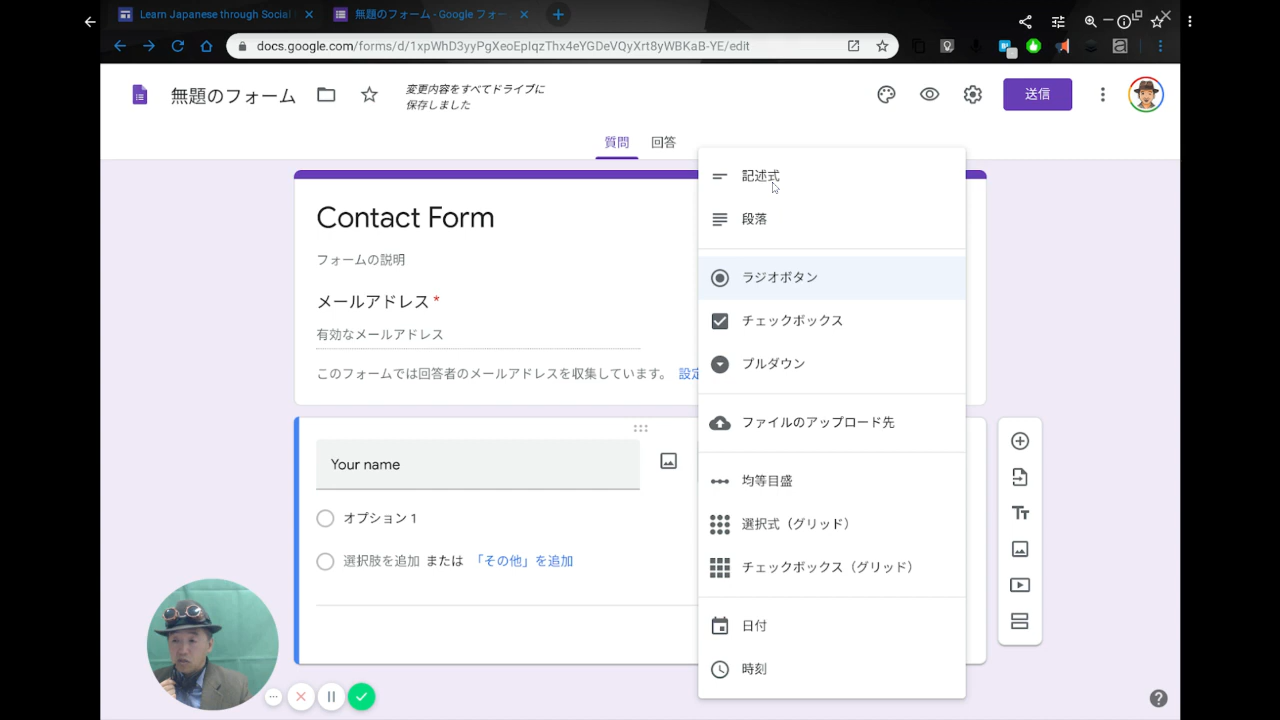 Learn Japanese through Social
無題のフォーム - Google フォー
docs.google.com/forms/d/1xpWhD3yyPgXeoEpIqzThx4eYGDeVQyXrt8yWBKaB-YE/edit
無題のフォーム
変更内容をすべてドライブに
保存しました
送信
質問
回答
Contact Form
フォームの説明
メールアドレス *
有効なメールアドレス
このフォームでは回答者のメールアドレスを収集しています。 設定
Your name
オプション 1
選択肢を追加 または 「その他」を追加
記述式
段落
ラジオボタン
チェックボックス
プルダウン
ファイルのアップロード先
均等目盛
選択式（グリッド）
チェックボックス（グリッド）
日付
時刻
Tт